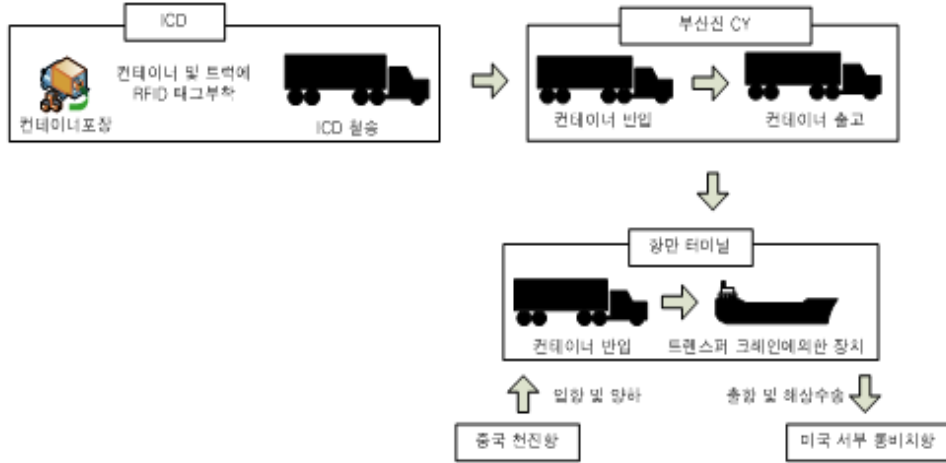 ICD
컨테이너 및 트럭에
RFID 태그부착
컨테이너포장
ICD 철송
부산진 CY
컨테이너 반입
컨테이너 출고
항만 터미널
컨테이너 반입
트랜스퍼 크레인에의한 장치
입항 및 양하
출항 및 해상수송
중국 천진항
미국 서부 롱비치항